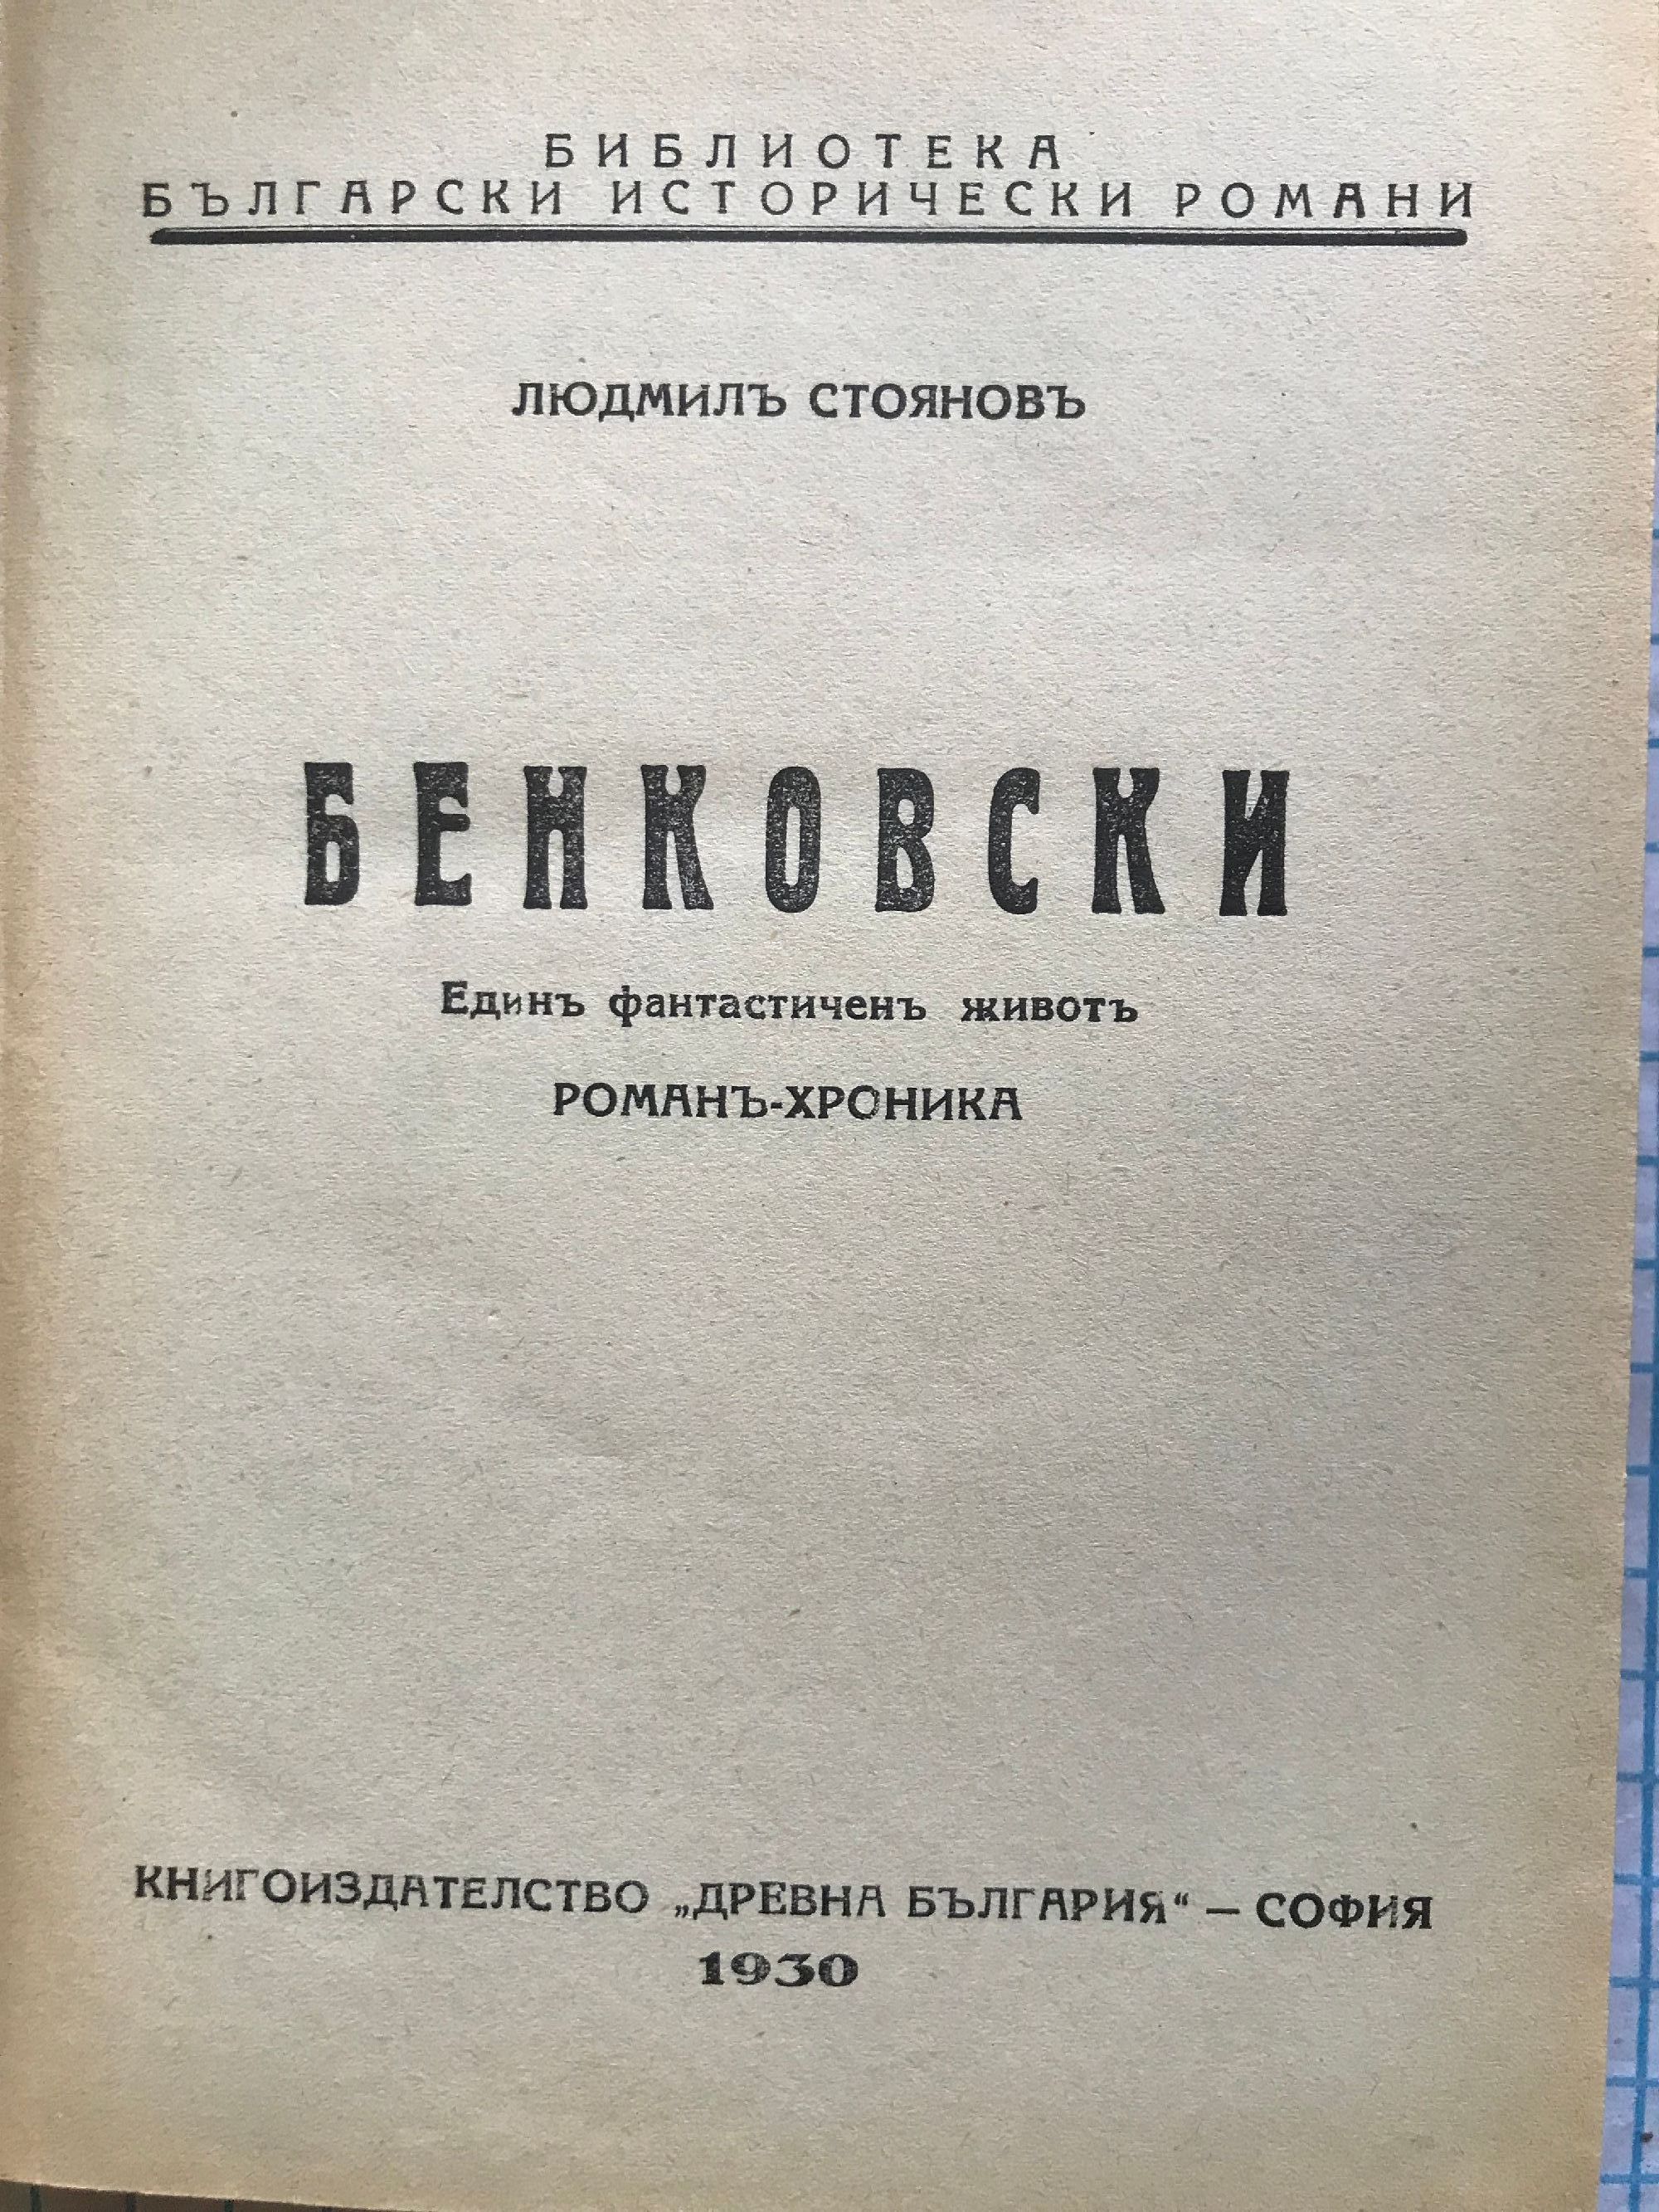 БИБЛИОТЕКА
БЪЛГАРСКИ ИСТОРИЧЕСКИ РОМАНИ
ЛЮДМИЛЪ СТОЯНОВЪ
БЕНКОВСКИ
Единъ фантастиченъ животъ
РОМАНЪ-ХРОНИКА
КНИГОИЗДАТЕЛСТВО „ДРЕВНА БЪЛГАРИЯ“ — СОФИЯ
1930